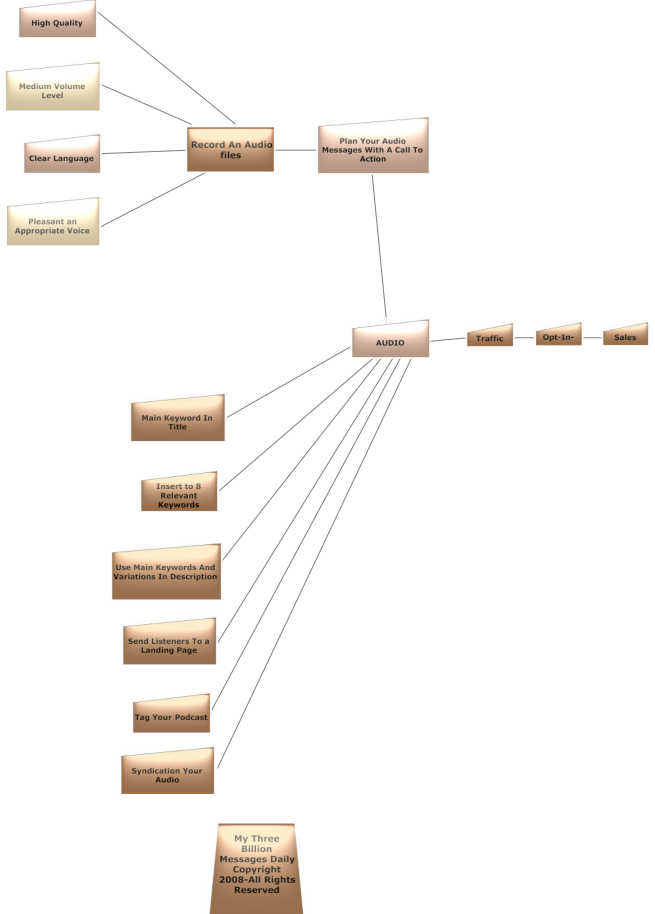 High Quality
Medium Volume
Level
Clear Language
Pleasant an
Appropriate Voice
Record An Audio
files
Plan Your Audio
Messages With A Call To
Action
AUDIO
Traffic
Opt-In-
Sales
Main Keyword In
Title
Insert to 8
Relevant
Keywords
Use Main Keywords And
Variations In Description
Send Listeners To a
Landing Page
Tag Your Podcast
Syndication Your
Audio
My Three
Billion
Messages Daily
Copyright
2008-All Rights
Reserved